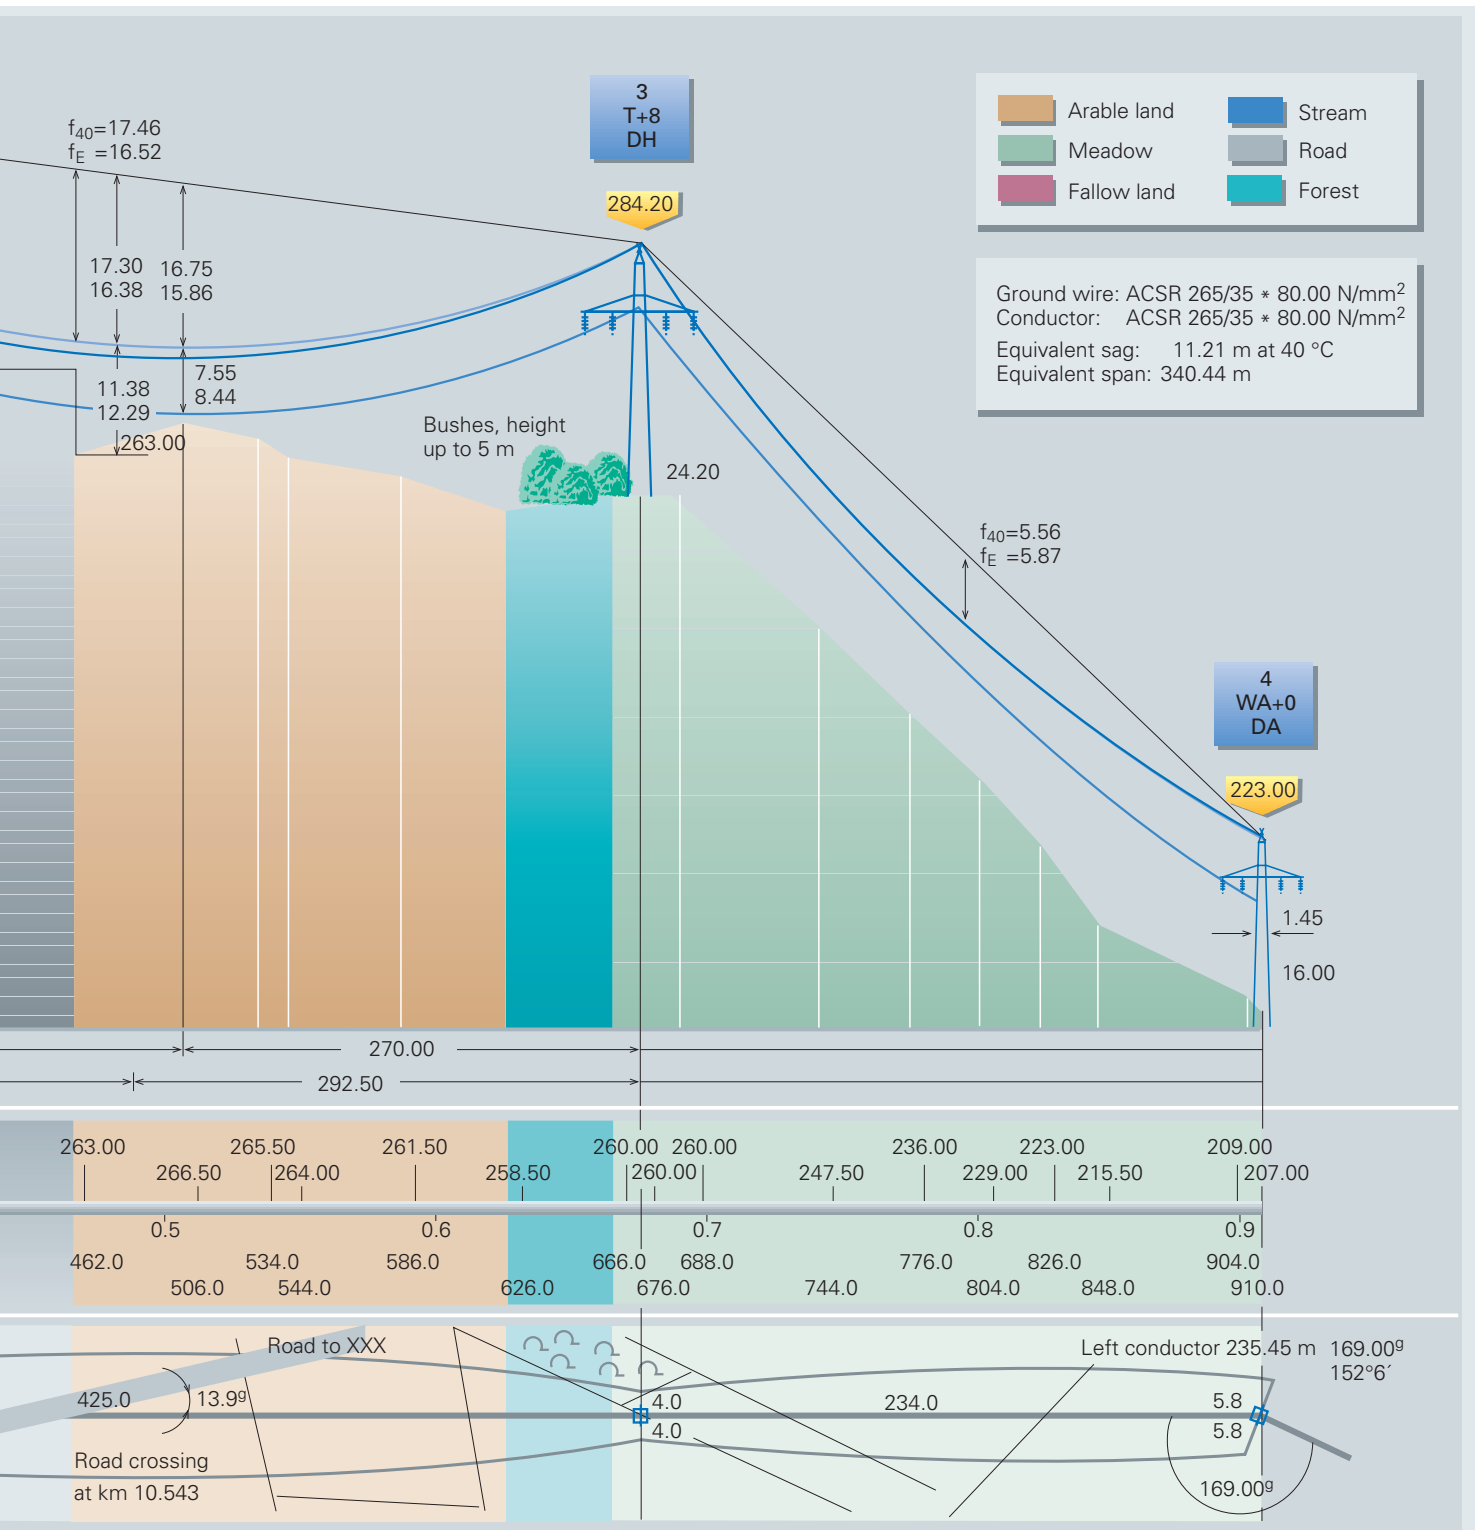 f40=17.46
fE =16.52
3
T+8
DH
284.20
Arable land
Stream
Meadow
Road
Fallow land
Forest
17.30 16.75
16.38 15.86
Ground wire: ACSR 265/35 * 80.00 N/mm²
Conductor: ACSR 265/35 * 80.00 N/mm²
Equivalent sag: 11.21 m at 40 °C
Equivalent span: 340.44 m
7.55
8.44
11.38
12.29
263.00
Bushes, height
up to 5 m
24.20
f40=5.56
fE =5.87
4
WA+0
DA
223.00
1.45
16.00
270.00
292.50
263.00 265.50 261.50 260.00 260.00 236.00 223.00 209.00
266.50 264.00 258.50 260.00 247.50 229.00 215.50 207.00
0.5 0.6 0.7 0.8 0.9
462.0 534.0 586.0 666.0 688.0 776.0 826.0 904.0
506.0 544.0 626.0 676.0 744.0 804.0 848.0 910.0
Road to XXX
Left conductor 235.45 m 169.00g
152°6´
425.0 13.9g 4.0 234.0 5.8
4.0 5.8
Road crossing
at km 10.543
169.00g